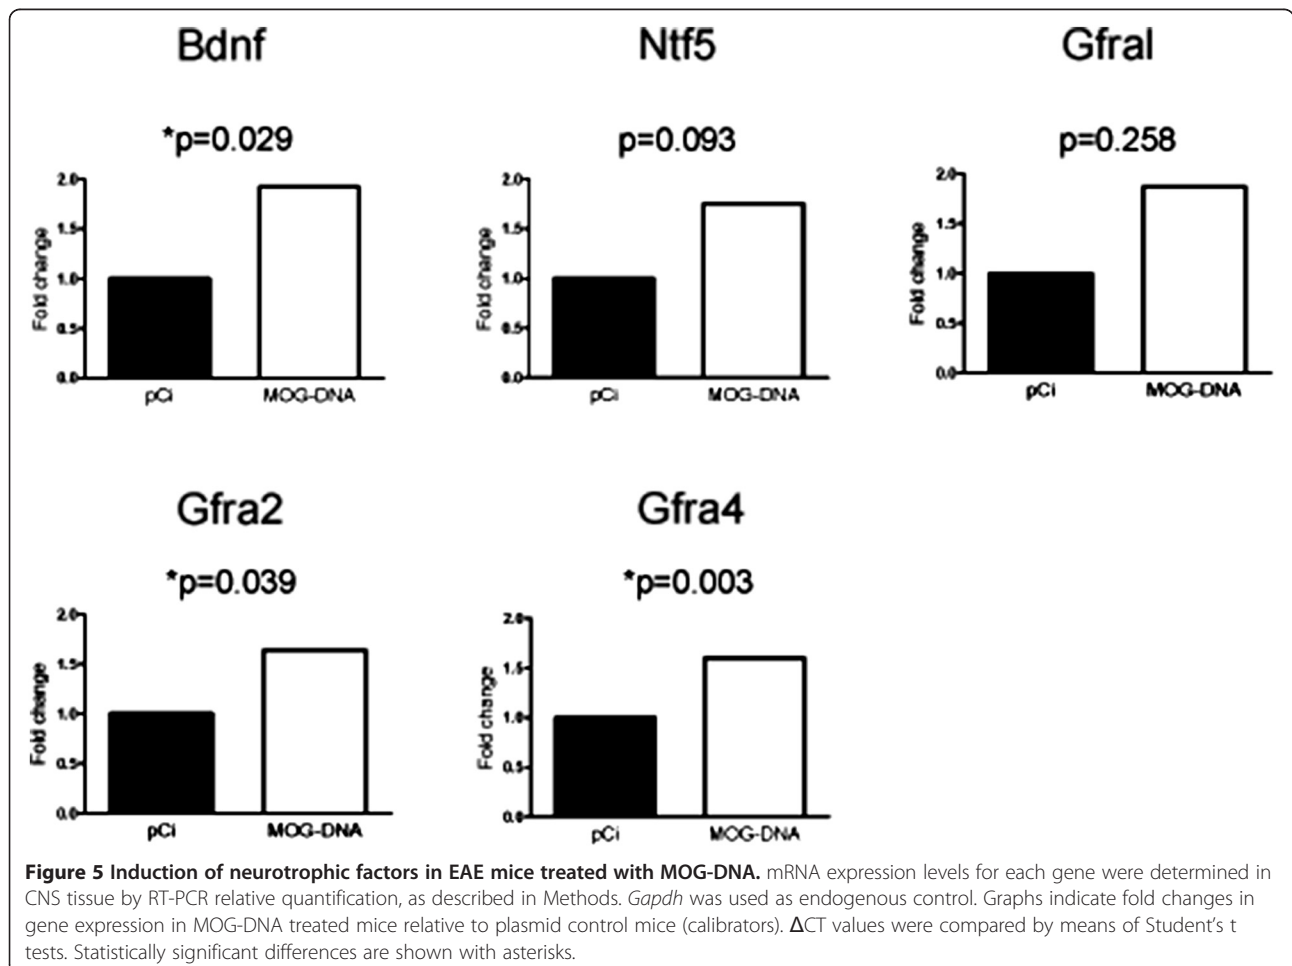 Bdnf
Ntf5
Gfral
*p=0.029
p=0.093
p=0.258
Fold change
2.0
1.5
1.0
0.5
0.0
pCi
MOG-DNA
Fold change
2.0
1.5
1.0
0.5
0.0
pCi
MOG-DNA
Fold change
2.0
1.5
1.0
0.5
0.0
pCi
MOG-DNA
Gfra2
Gfra4
*p=0.039
*p=0.003
Fold change
2.0
1.5
1.0
0.5
0.0
pCi
MOG-DNA
Fold change
2.0
1.5
1.0
0.5
0.0
pCi
MOG-DNA
Figure 5 Induction of neurotrophic factors in EAE mice treated with MOG-DNA. mRNA expression levels for each gene were determined in
CNS tissue by RT-PCR relative quantification, as described in Methods. Gapdh was used as endogenous control. Graphs indicate fold changes in
gene expression in MOG-DNA treated mice relative to plasmid control mice (calibrators). ΔCT values were compared by means of Student's t
tests. Statistically significant differences are shown with asterisks.